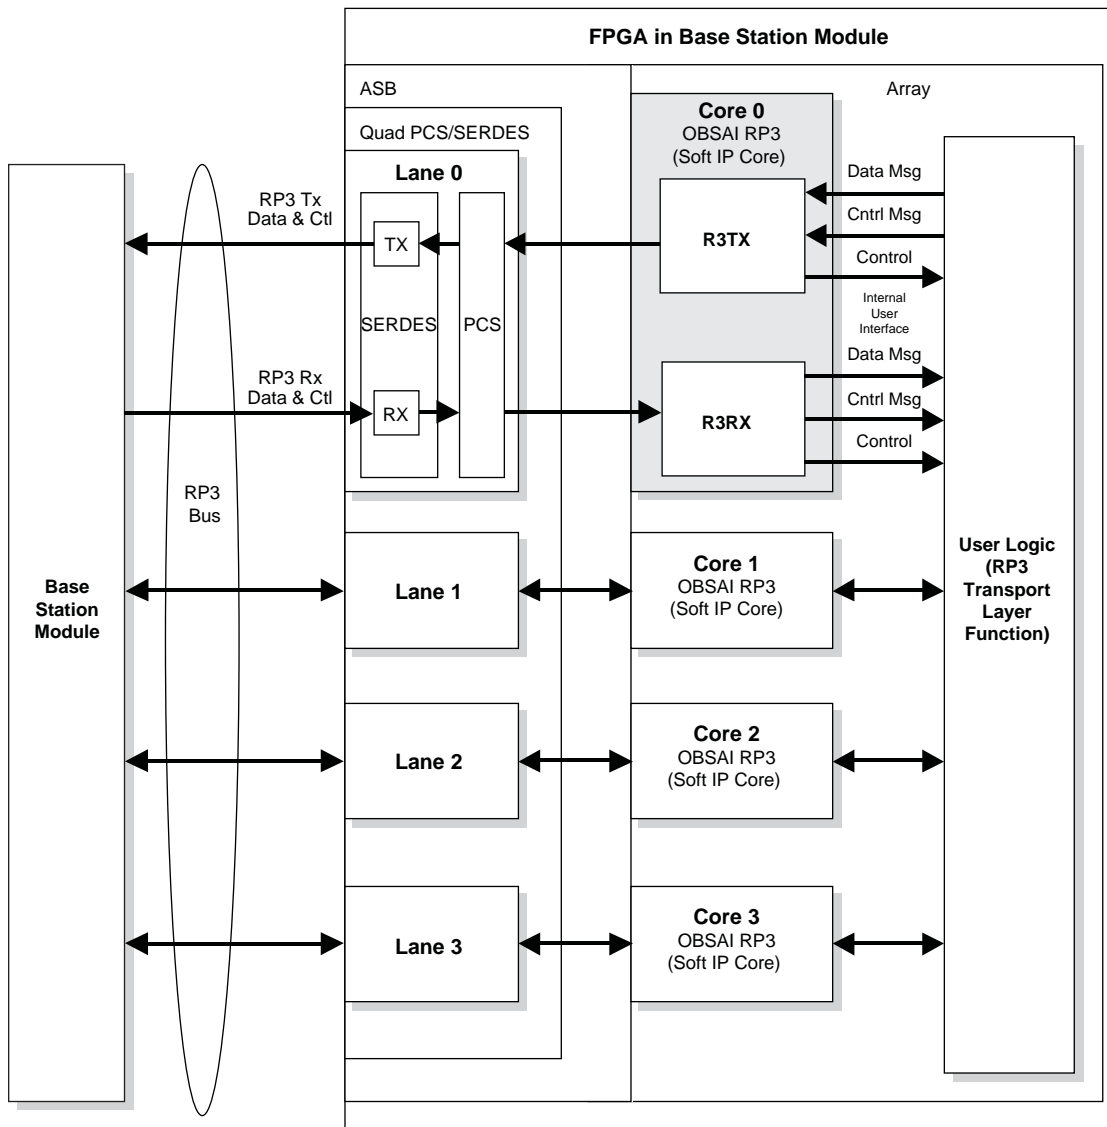 FPGA in Base Station Module
ASB
Array
Quad PCS/SERDES
Core 0
OBSAI RP3
(Soft IP Core)
Lane 0
RP3 Tx
Data & Ctl
TX
SERDES
PCS
R3TX
Data Msg
Cntrl Msg
Control
Internal
User
Interface
RP3 Rx
Data & Ctl
RX
R3RX
Data Msg
Cntrl Msg
Control
RP3
Bus
Base
Station
Module
Lane 1
Core 1
OBSAI RP3
(Soft IP Core)
User Logic
(RP3
Transport
Layer
Function)
Lane 2
Core 2
OBSAI RP3
(Soft IP Core)
Lane 3
Core 3
OBSAI RP3
(Soft IP Core)